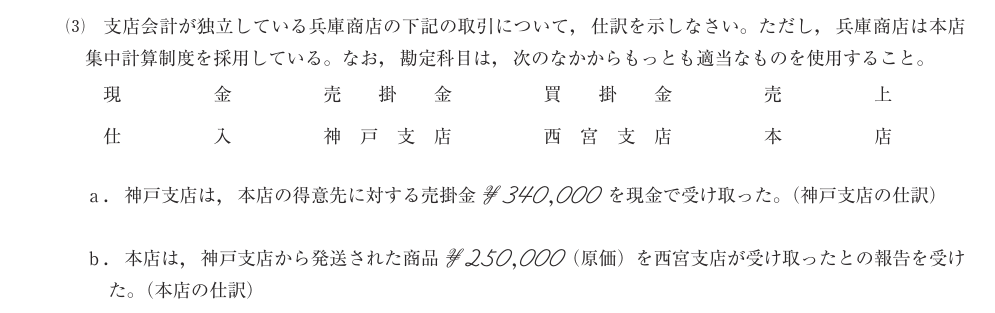 ⑶　支店会計が独立している兵庫商店の下記の取引について，仕訳を示しなさい。ただし，兵庫商店は本店
集中計算制度を採用している。なお，勘定科目は，次のなかからもっとも適当なものを使用すること。
現　　　金　　　売　掛　金　　　買　掛　金　　　売　　　上
仕　　　入　　　神 戸 支 店　　　西 宮 支 店　　　本　　　店
ａ．神戸支店は，本店の得意先に対する売掛金￥340,000を現金で受け取った。（神戸支店の仕訳）
ｂ．本店は，神戸支店から発送された商品￥250,000（原価）を西宮支店が受け取ったとの報告を受け
た。（本店の仕訳）